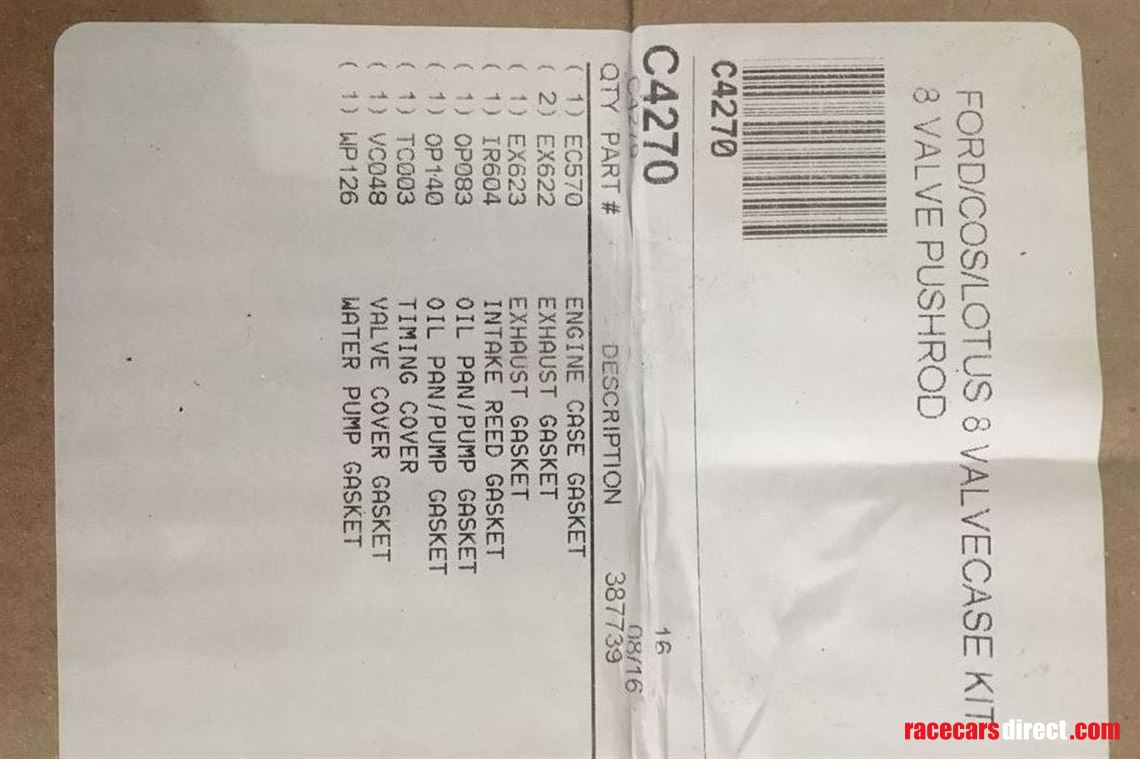 FORD/COS/LOTUS 8 VALVECASE KIT
8 VALVE PUSHROD
C4270
C4270 16
08/16
QTY PART # DESCRIPTION 387739
( 1) EC570 ENGINE CASE GASKET
( 2) EX622 EXHAUST GASKET
( 1) EX623 EXHAUST GASKET
( 1) IR604 INTAKE REED GASKET
( 1) OP083 OIL PAN/PUMP GASKET
( 1) OP140 OIL PAN/PUMP GASKET
( 1) TC003 TIMING COVER
( 1) VC048 VALVE COVER GASKET
( 1) WP126 WATER PUMP GASKET
racecarsdirect.com